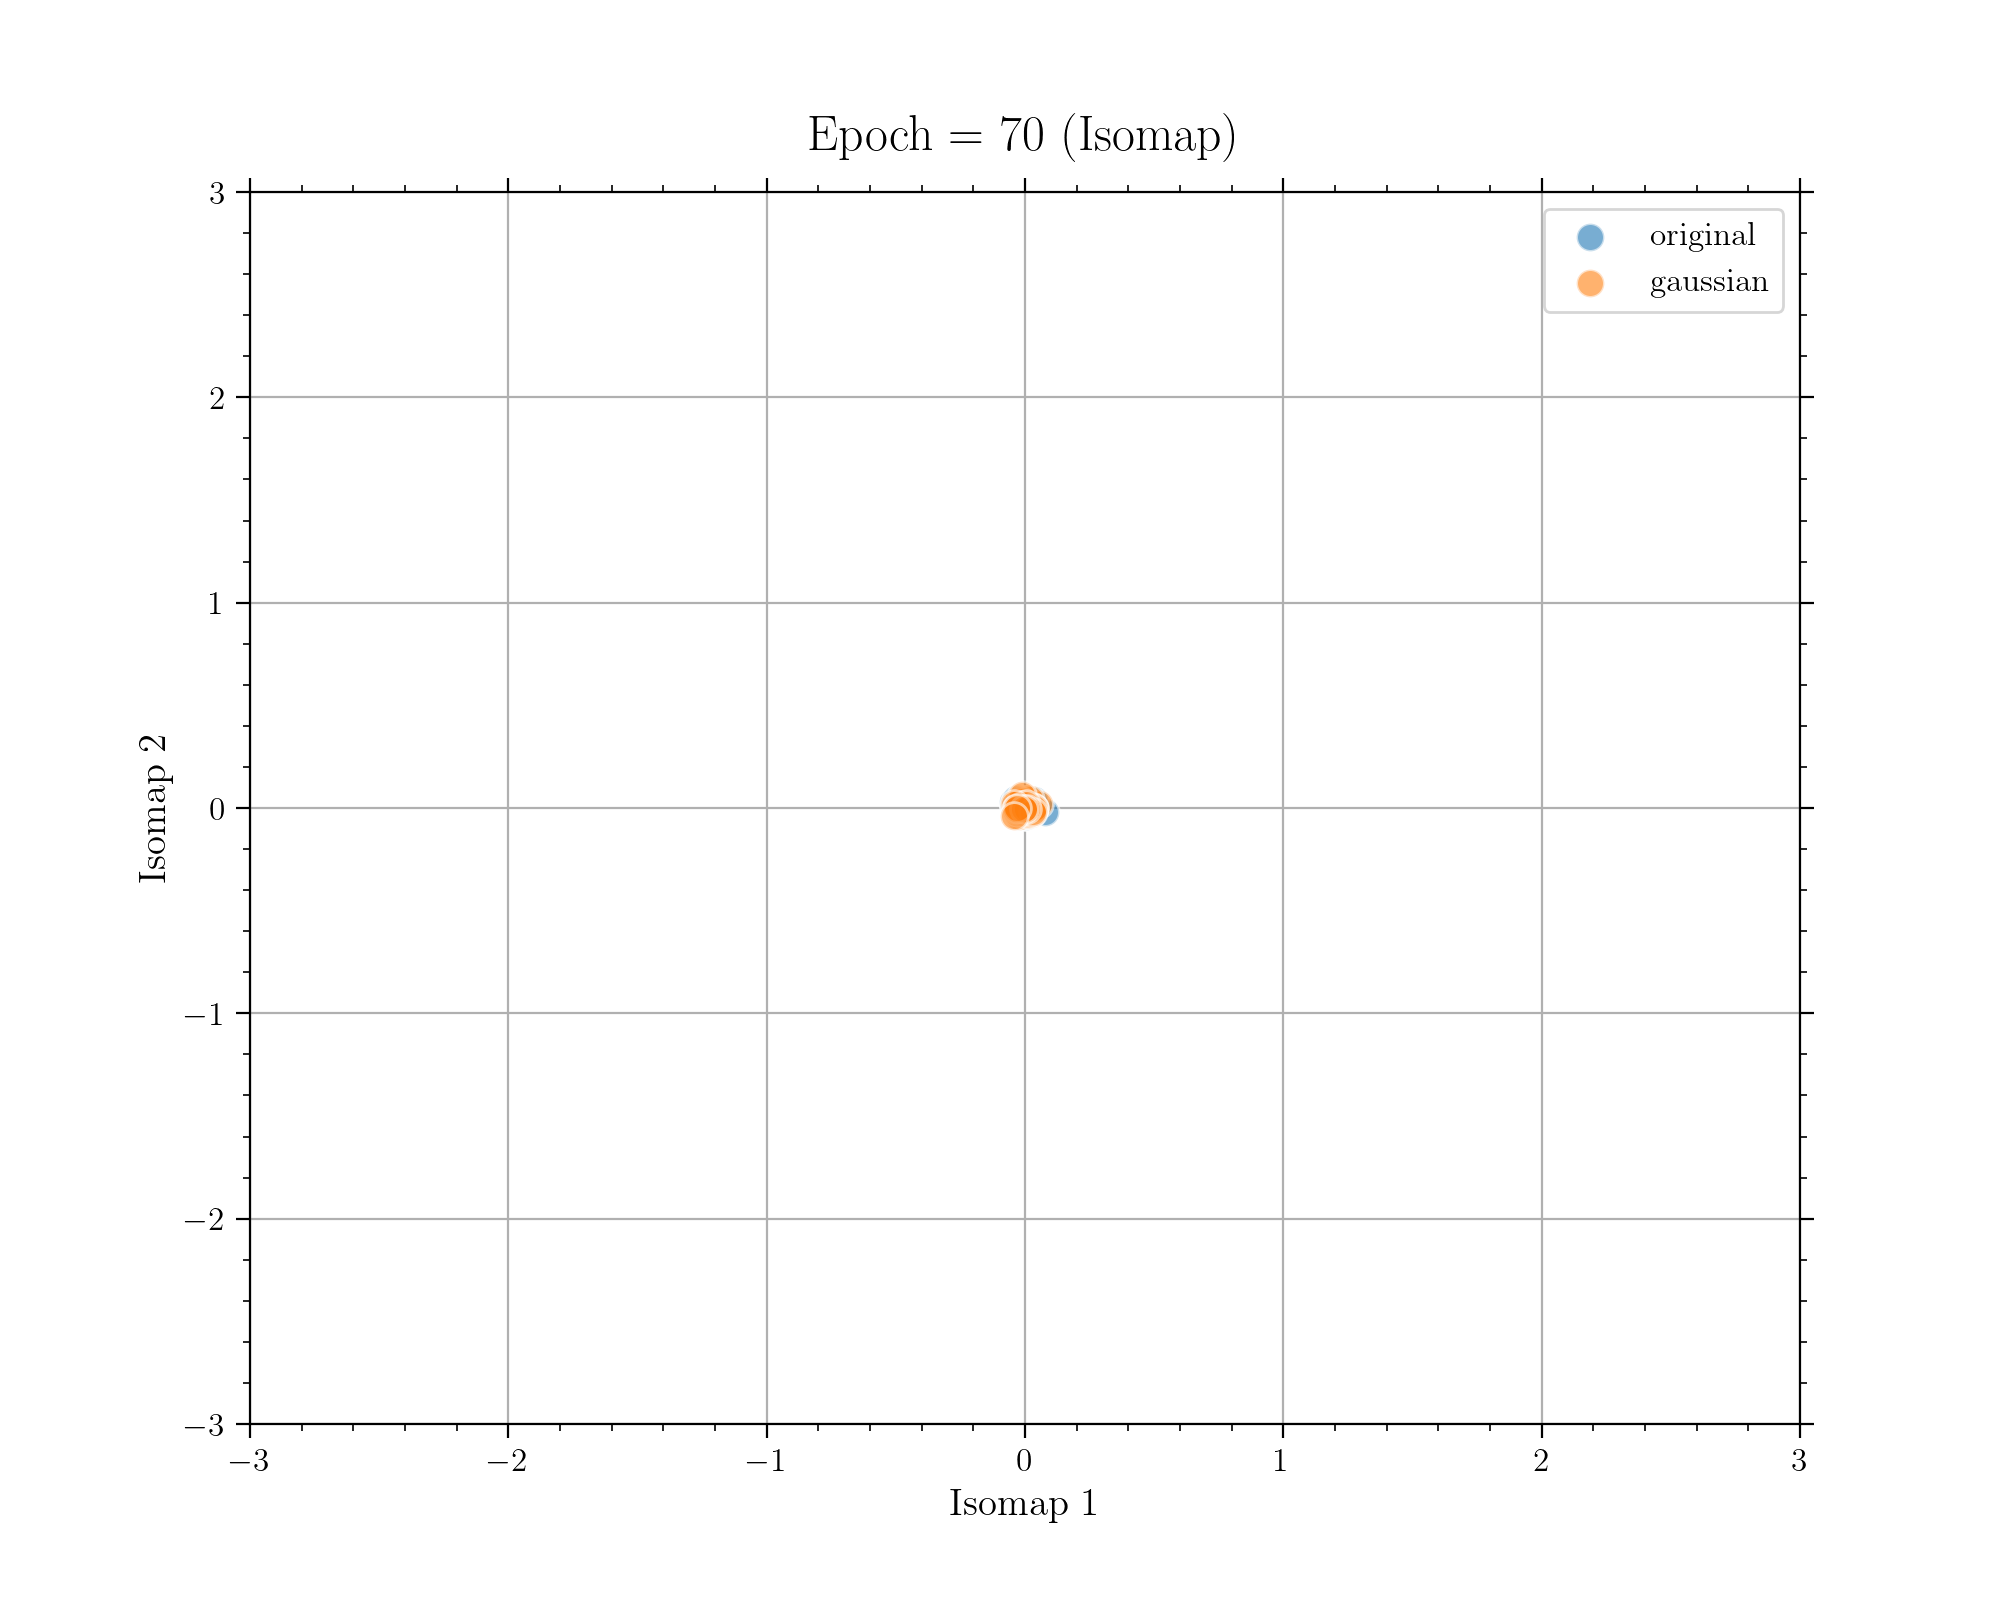 Epoch = 70 (Isomap)
original
gaussian
3
2
1
0
−1
−2
−3
Isomap 2
−3 −2 −1 0 1 2 3
Isomap 1